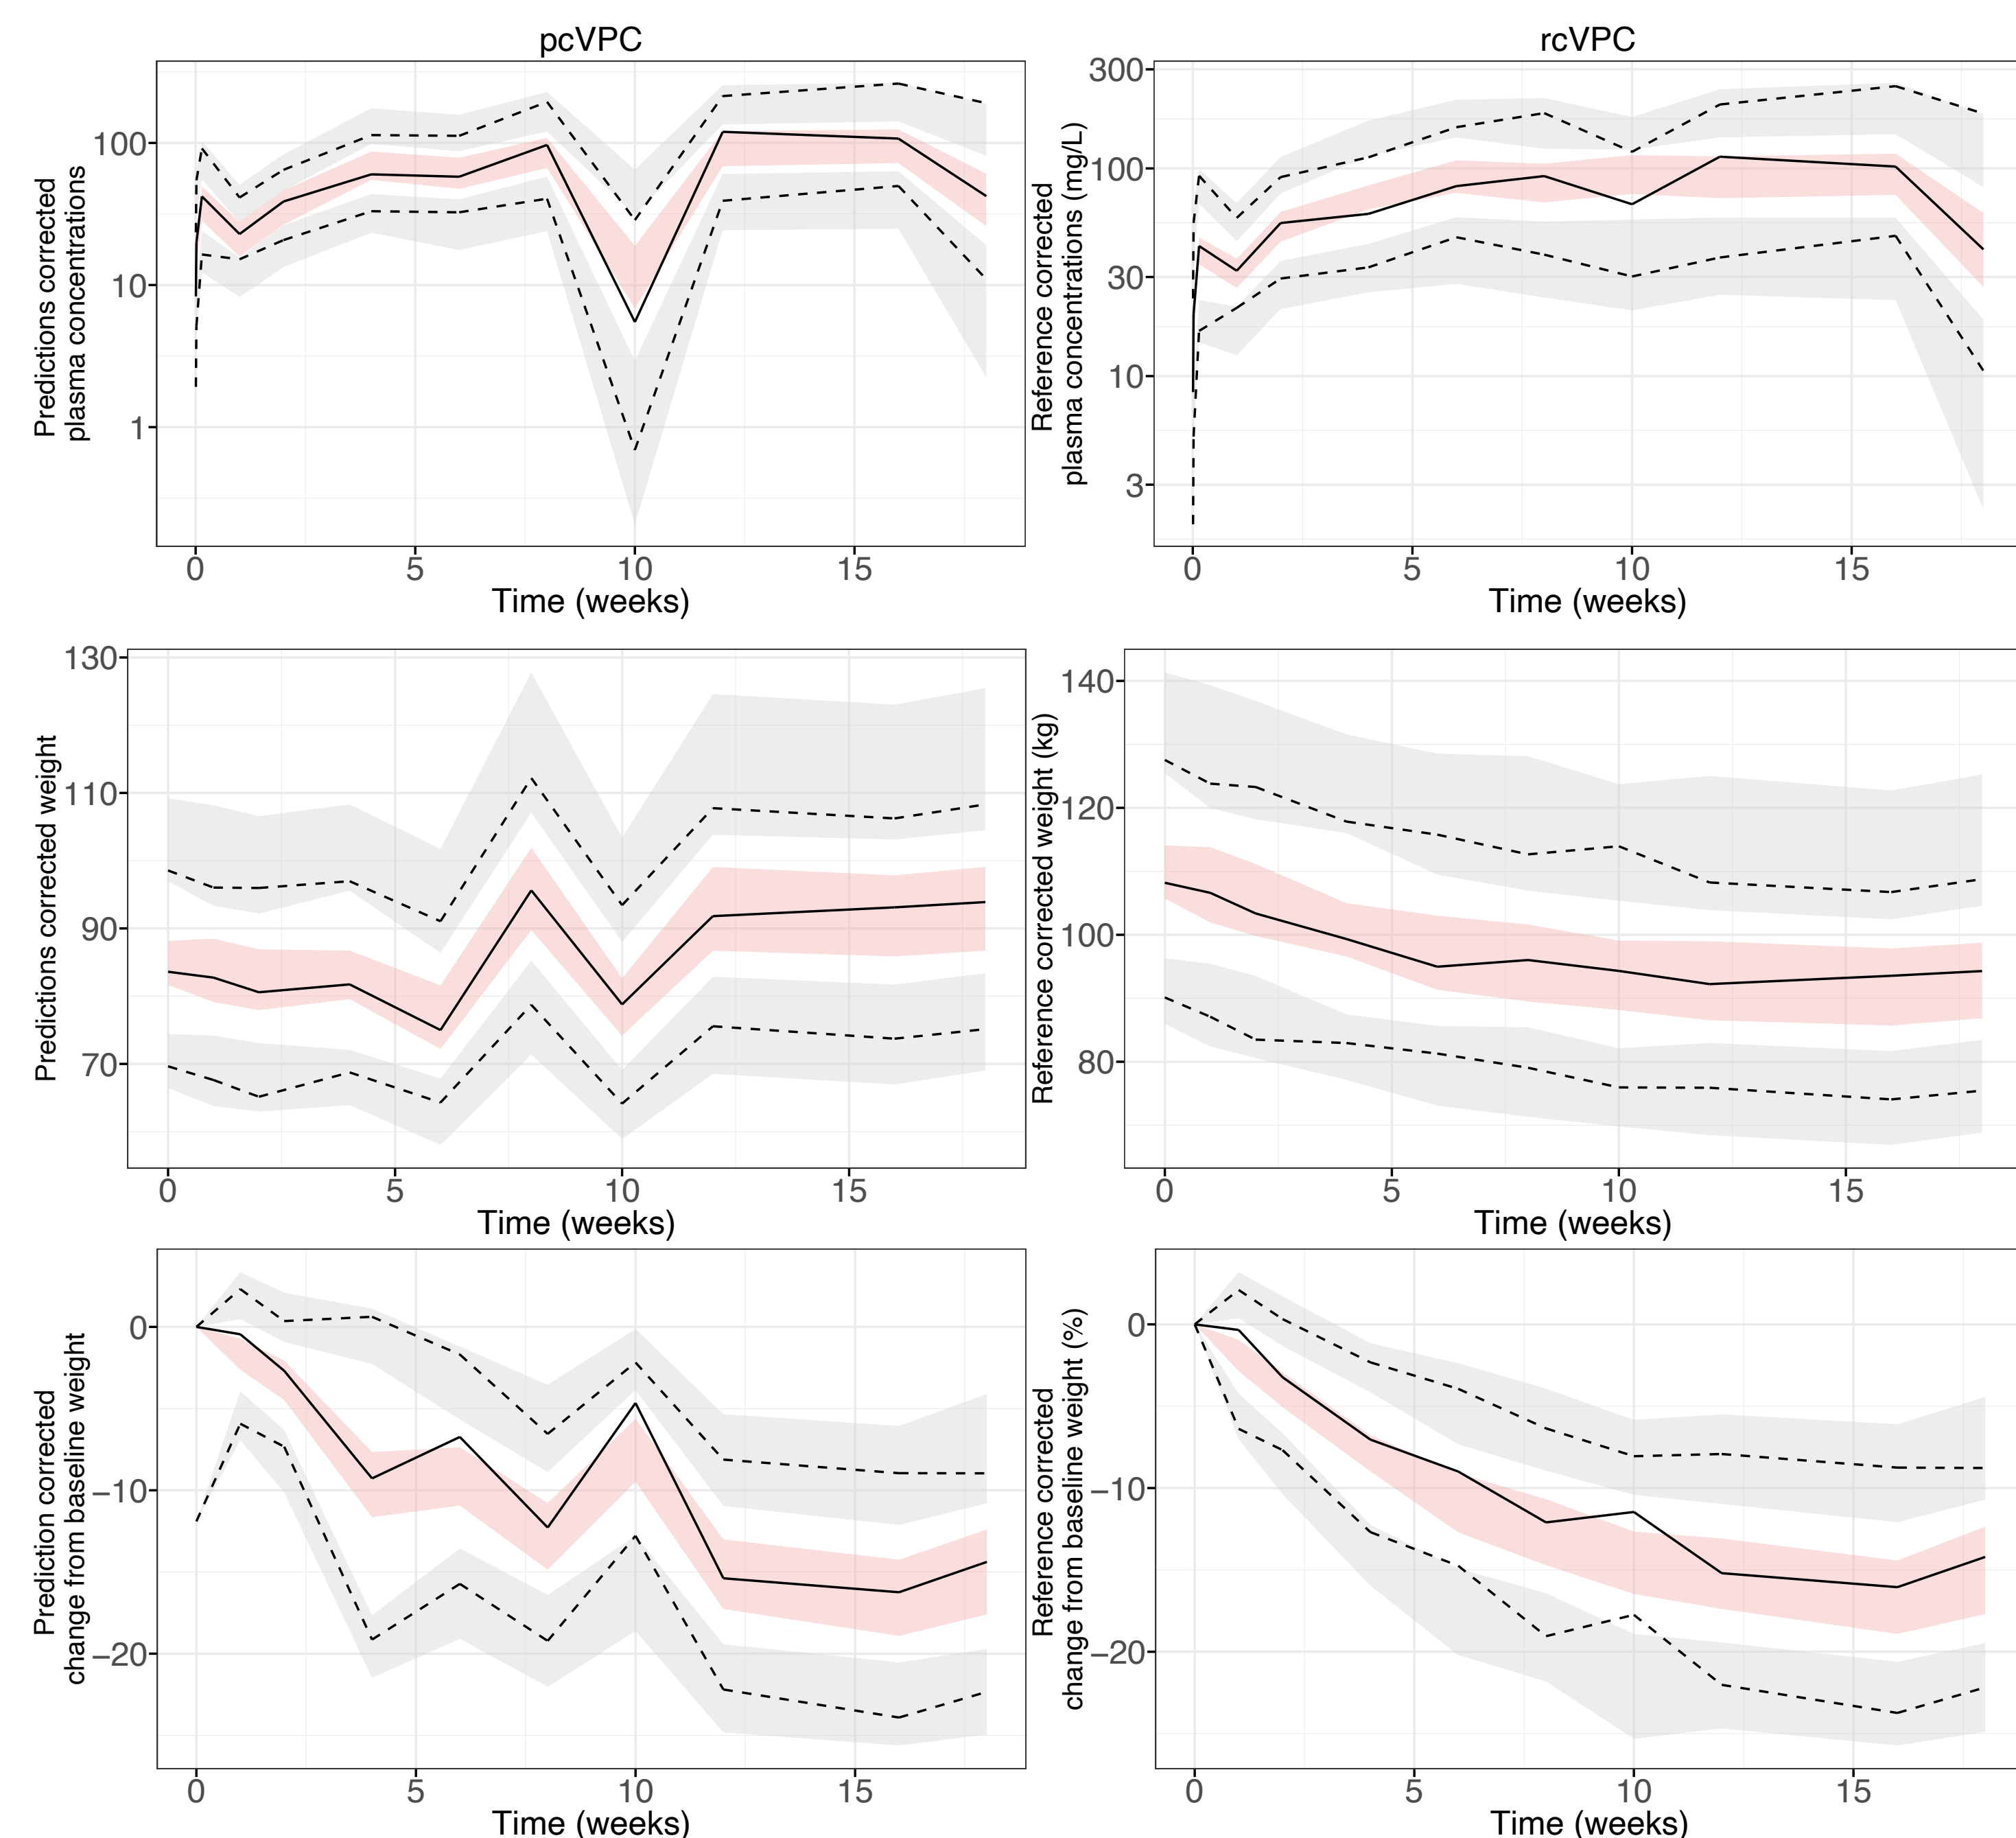 pcVPC
Predictions corrected
plasma concentrations
100
10
1
0 5 10 15
Time (weeks)
rcVPC
Reference corrected
plasma concentrations (mg/L)
300
100
30
10
3
0 5 10 15
Time (weeks)
Predictions corrected weight
130
110
90
70
0 5 10 15
Time (weeks)
Reference corrected weight (kg)
140
120
100
80
0 5 10 15
Time (weeks)
Prediction corrected
change from baseline weight
0
−10
−20
0 5 10 15
Time (weeks)
Reference corrected
change from baseline weight (%)
0
−10
−20
0 5 10 15
Time (weeks)